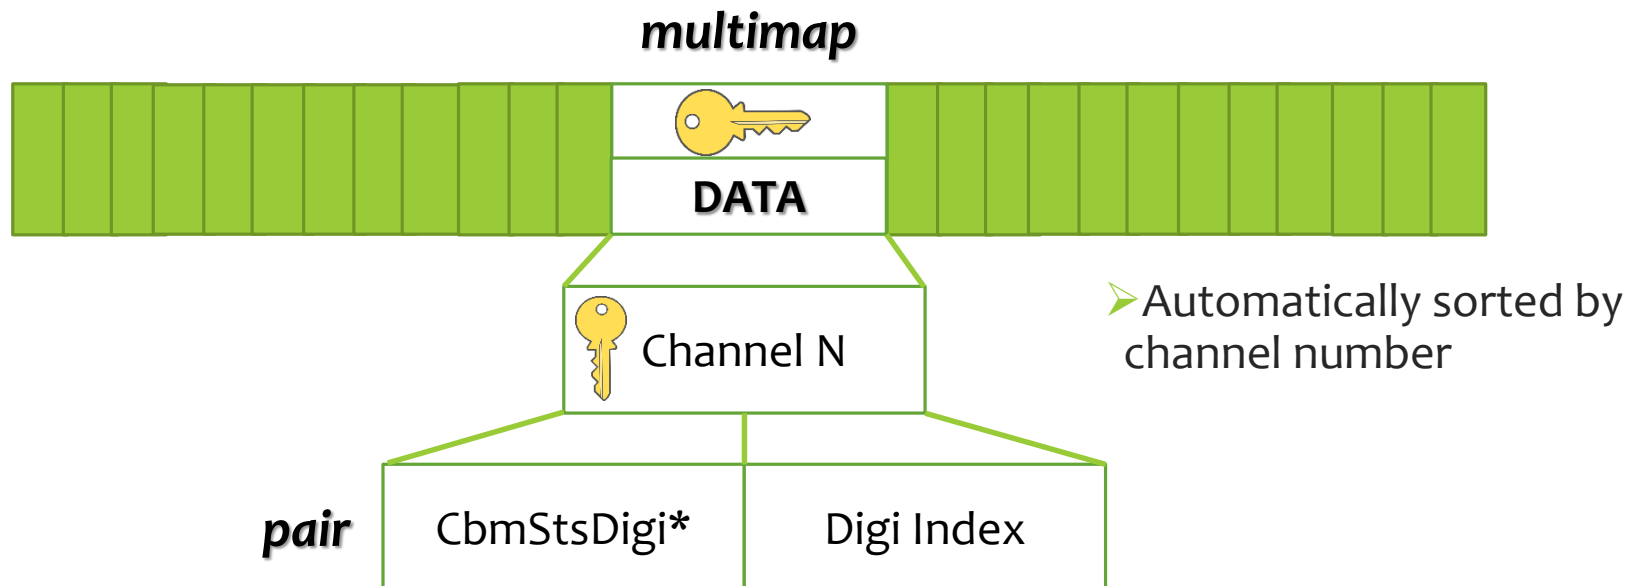 multimap
DATA
Channel N
➢Automatically sorted by
channel number
pair
CbmStsDigi*
Digi Index